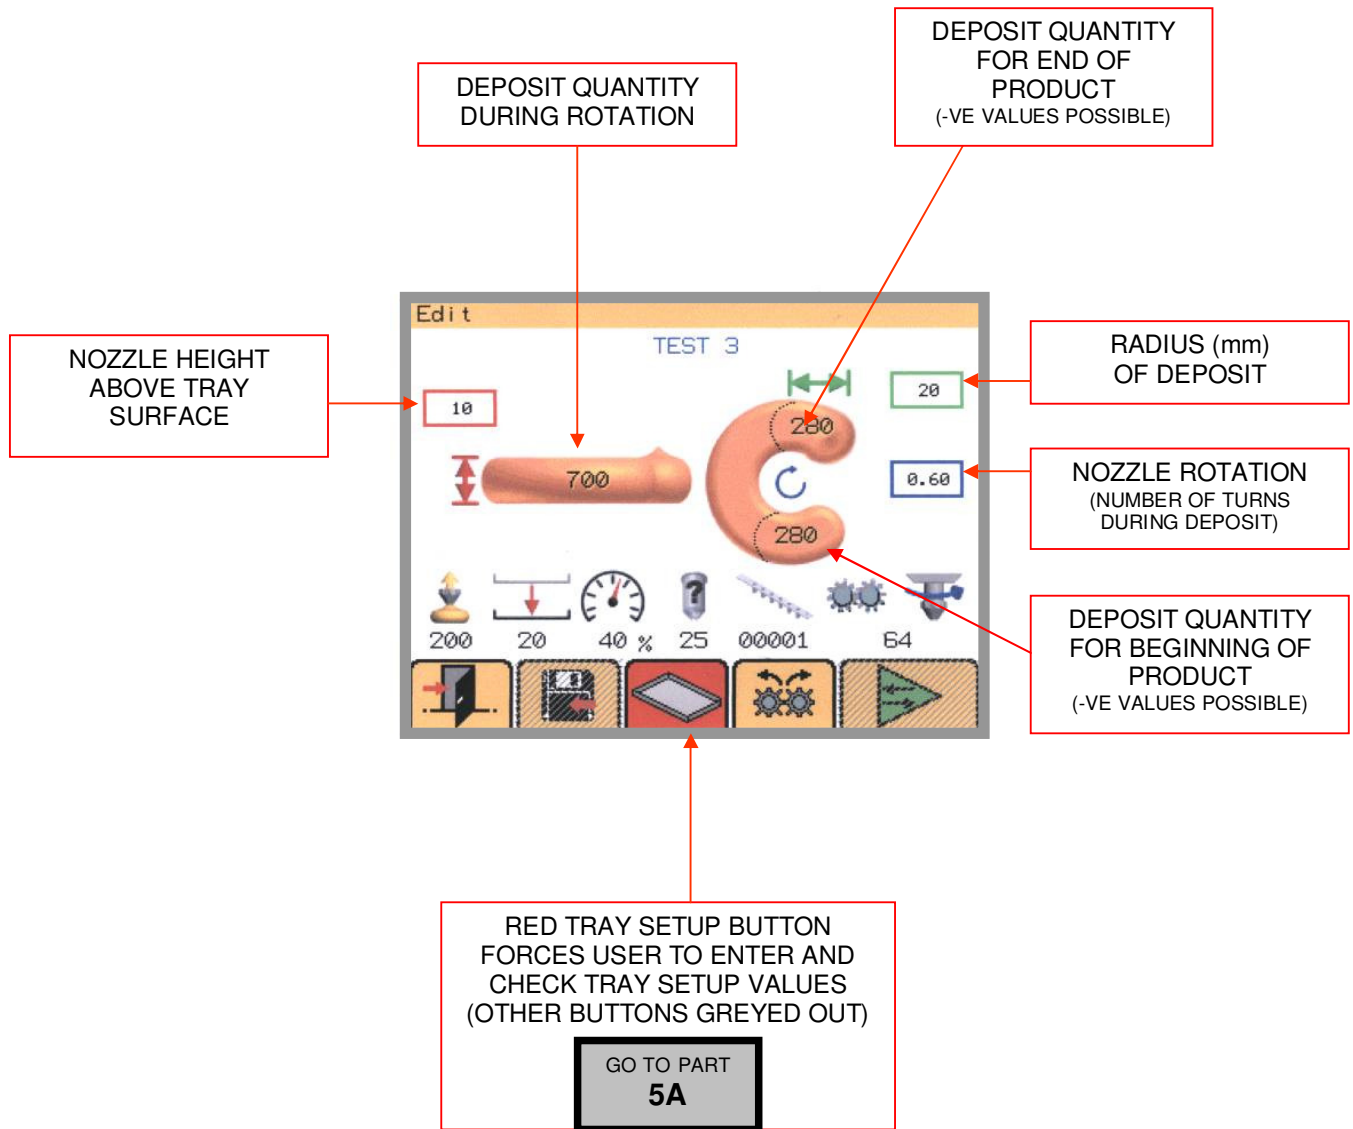 DEPOSIT QUANTITY
FOR END OF
PRODUCT
(-VE VALUES POSSIBLE)
DEPOSIT QUANTITY
DURING ROTATION
NOZZLE HEIGHT
ABOVE TRAY
SURFACE
Edit
TEST 3
10
20
280
700
0.60
280
?
200 20 40 % 25 00001 64
RADIUS (mm)
OF DEPOSIT
NOZZLE ROTATION
(NUMBER OF TURNS
DURING DEPOSIT)
DEPOSIT QUANTITY
FOR BEGINNING OF
PRODUCT
(-VE VALUES POSSIBLE)
RED TRAY SETUP BUTTON
FORCES USER TO ENTER AND
CHECK TRAY SETUP VALUES
(OTHER BUTTONS GREYED OUT)
GO TO PART
5A